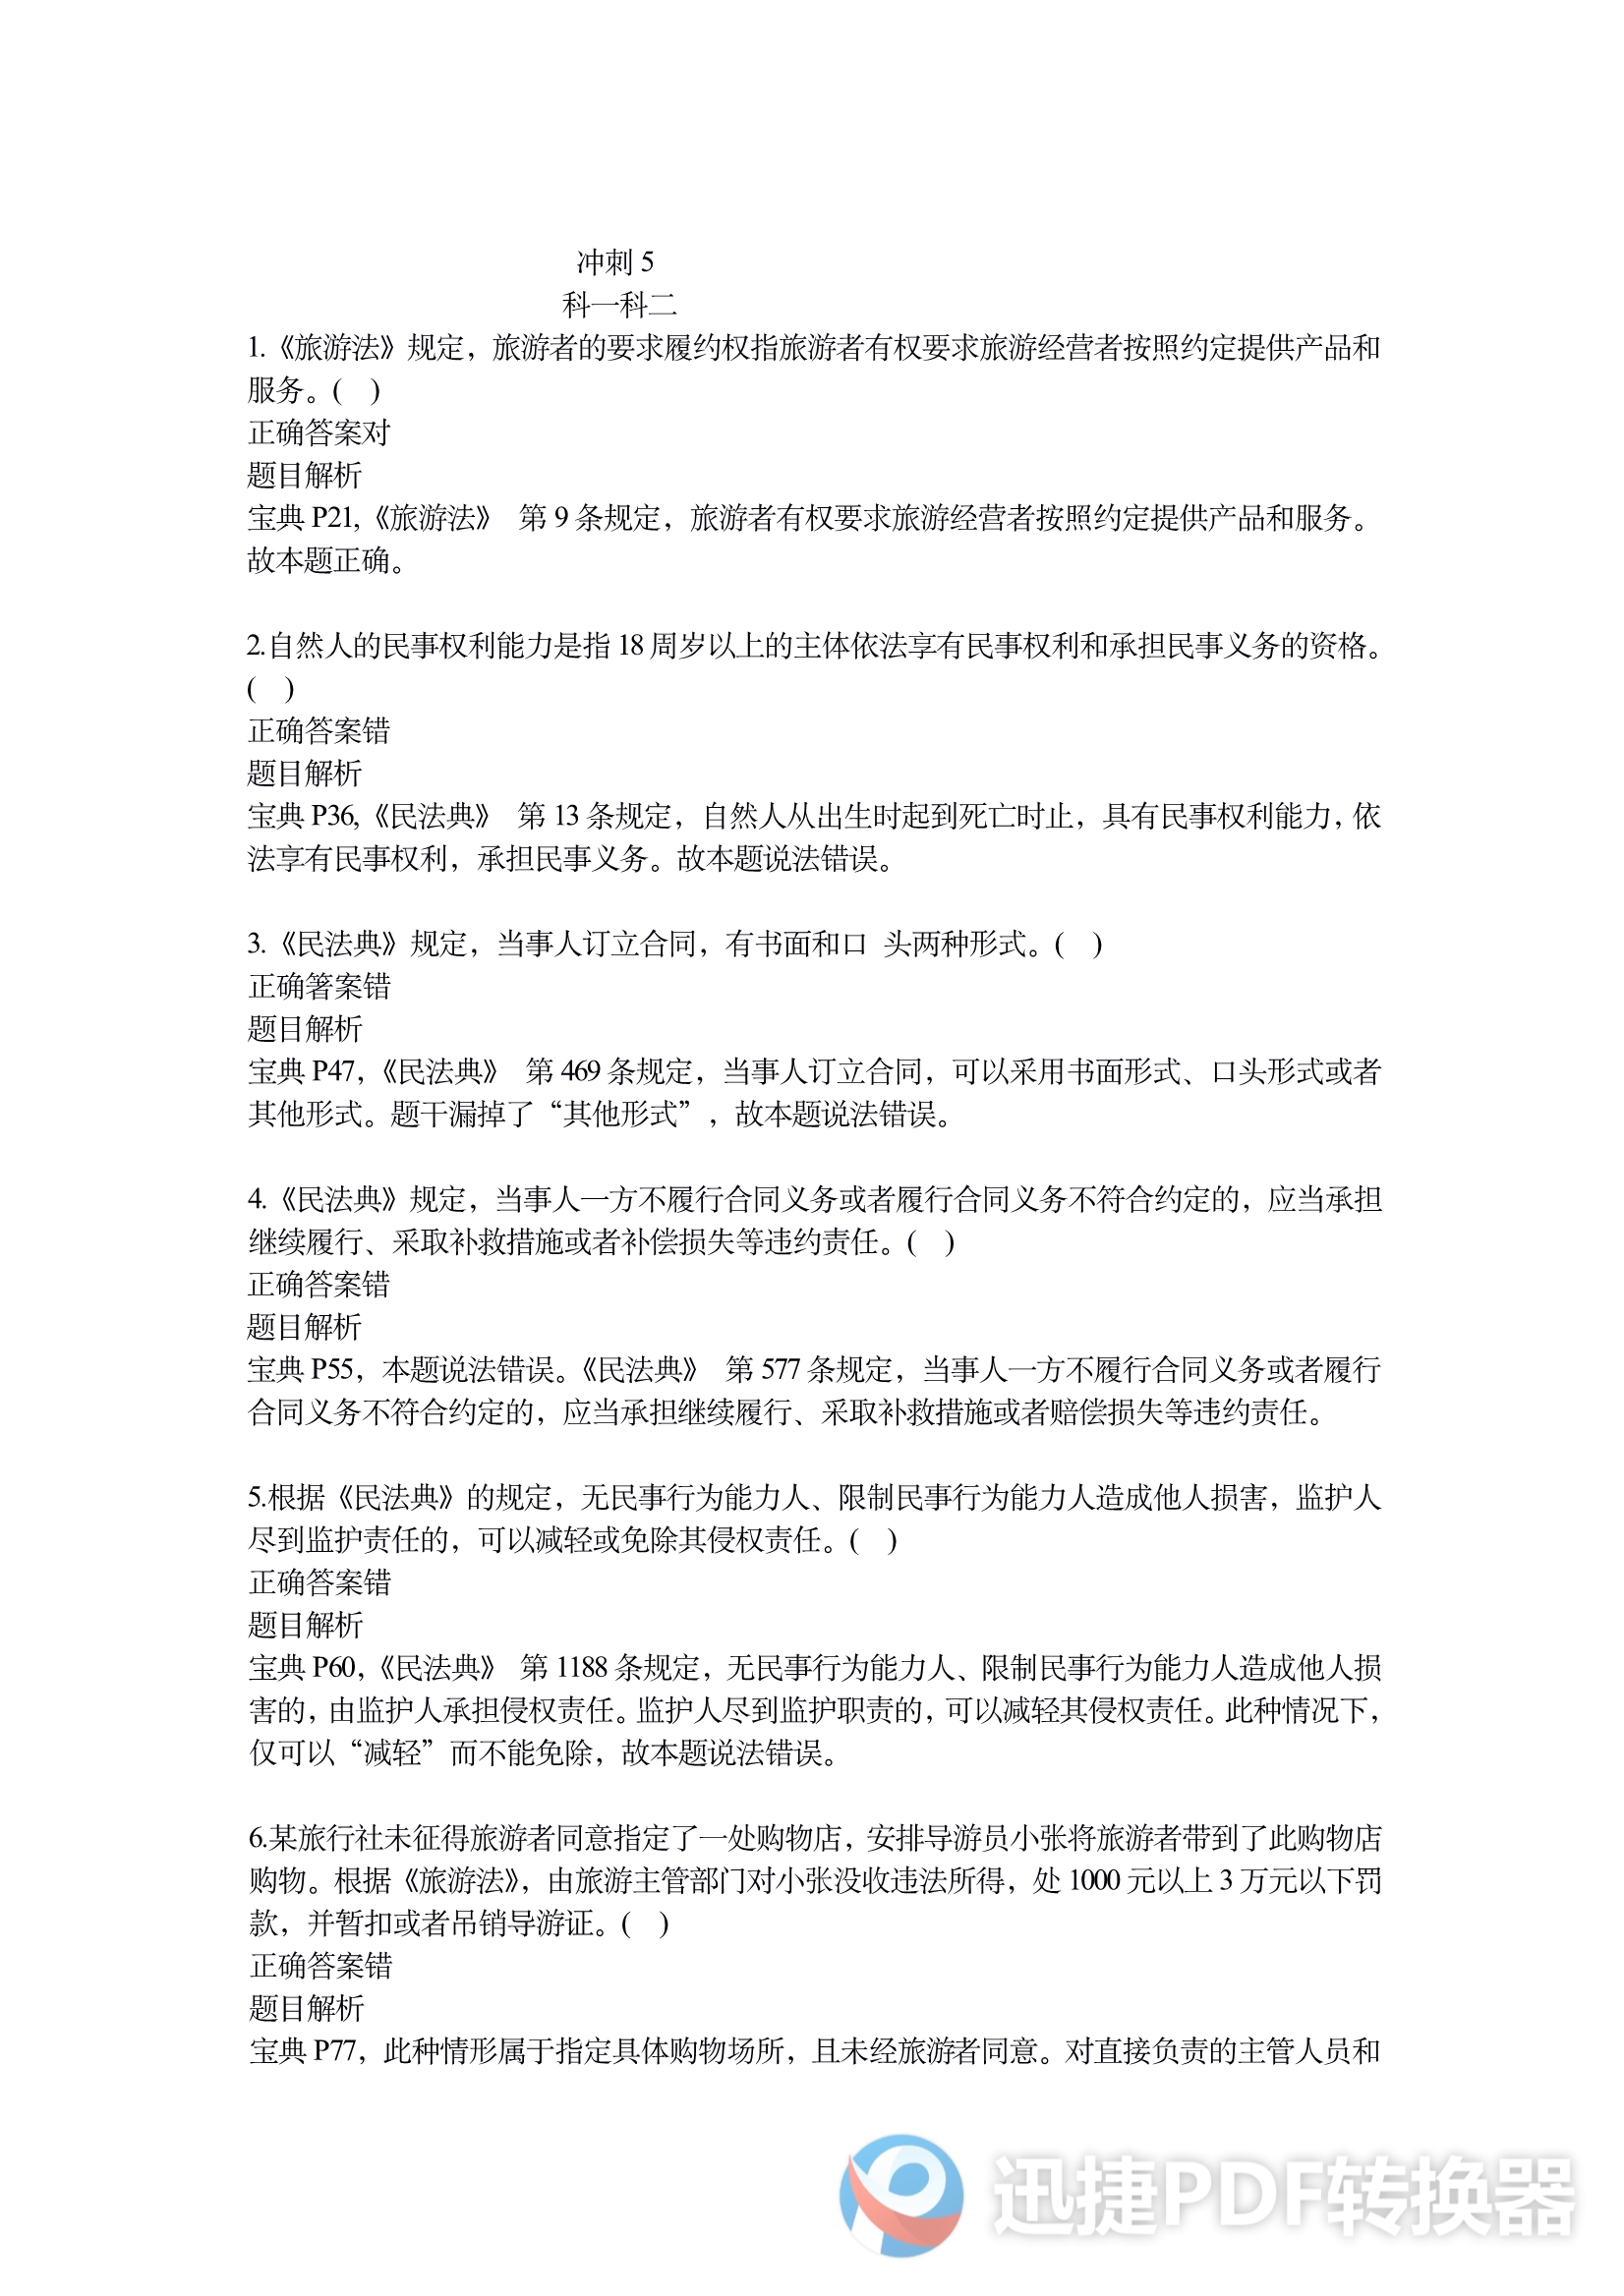 冲刺 5
科一科二
1.《旅游法》规定，旅游者的要求履约权指旅游者有权要求旅游经营者按照约定提供产品和
服务。(    )
正确答案对
题目解析
宝典 P21,《旅游法》 第 9 条规定，旅游者有权要求旅游经营者按照约定提供产品和服务。
故本题正确。
2.自然人的民事权利能力是指 18 周岁以上的主体依法享有民事权利和承担民事义务的资格。
(    )
正确答案错
题目解析
宝典 P36,《民法典》 第 13 条规定，自然人从出生时起到死亡时止，具有民事权利能力，依
法享有民事权利，承担民事义务。故本题说法错误。
3.《民法典》规定，当事人订立合同，有书面和口 头两种形式。(    )
正确箸案错
题目解析
宝典 P47，《民法典》 第 469 条规定，当事人订立合同，可以采用书面形式、口头形式或者
其他形式。题干漏掉了“其他形式”，故本题说法错误。
4.《民法典》规定，当事人一方不履行合同义务或者履行合同义务不符合约定的，应当承担
继续履行、采取补救措施或者补偿损失等违约责任。(    )
正确答案错
题目解析
宝典 P55，本题说法错误。《民法典》 第 577 条规定，当事人一方不履行合同义务或者履行
合同义务不符合约定的，应当承担继续履行、采取补救措施或者赔偿损失等违约责任。
5.根据《民法典》的规定，无民事行为能力人、限制民事行为能力人造成他人损害，监护人
尽到监护责任的，可以减轻或免除其侵权责任。(    )
正确答案错
题目解析
宝典 P60，《民法典》 第 1188 条规定，无民事行为能力人、限制民事行为能力人造成他人损
害的，由监护人承担侵权责任。监护人尽到监护职责的，可以减轻其侵权责任。此种情况下，
仅可以“减轻”而不能免除，故本题说法错误。
6.某旅行社未征得旅游者同意指定了一处购物店，安排导游员小张将旅游者带到了此购物店
购物。根据《旅游法》，由旅游主管部门对小张没收违法所得，处 1000 元以上 3 万元以下罚
款，并暂扣或者吊销导游证。(    )
正确答案错
题目解析
宝典 P77，此种情形属于指定具体购物场所，且未经旅游者同意。对直接负责的主管人员和
迅捷PDF转换器